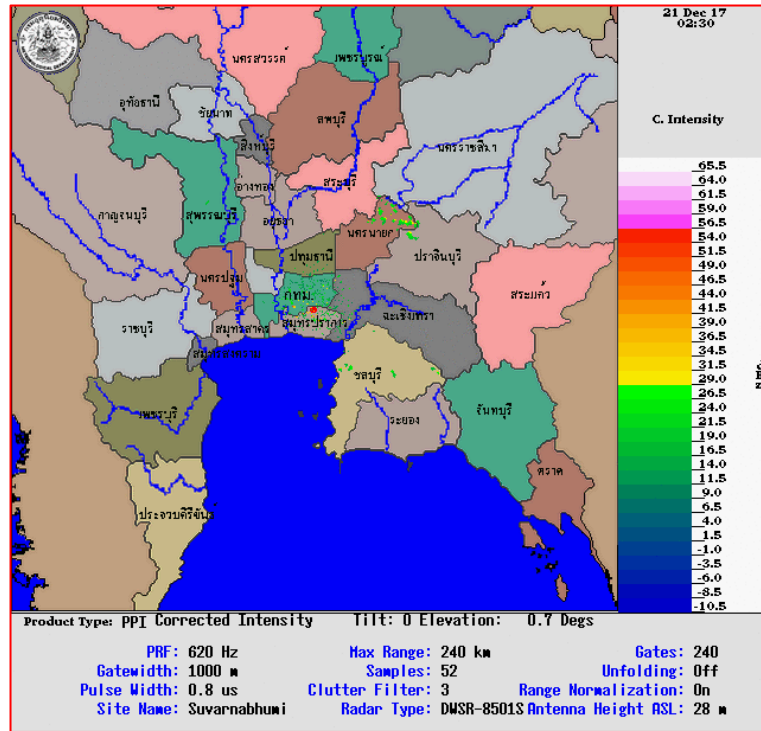 21 Dec 17
02:30
C. Intensity
นครสวรรค์
เพชรบูรณ์
อุทัยธานี
ชัยนาท
ลพบุรี
สิงหบุรี
นครราชสีมา
สระบุรี
อ่างทอง
กาญจนบุรี
สุพรรณบุรี
อยุธยา
นครนายก
ปราจีนบุรี
ปทุมธานี
นครปฐม
กทม.
สระแก้ว
ราชบุรี
สมุทรสาคร
สมุทรปราการ
ฉะเชิงเทรา
สมุทรสงคราม
ชลบุรี
เพชรบุรี
จันทบุรี
ระยอง
ตราด
ประจวบคีรีขันธ์
65.5
64.0
61.5
59.0
56.5
54.0
51.5
49.0
46.5
44.0
41.5
39.0
36.5
34.5
31.5
29.0
26.5
24.0
21.5
19.0
16.5
14.0
11.5
9.0
6.5
4.0
1.5
-1.0
-3.5
-6.0
-8.5
-10.5
Product Type: PPI Corrected Intensity Tilt: 0 Elevation: 0.7 Degs
PRF: 620 Hz Max Range: 240 km Gates: 240
Gatewidth: 1000 m Samples: 52 Unfolding: Off
Pulse Width: 0.8 us Clutter Filter: 3 Range Normalization: On
Site Name: Suvarnabhumi Radar Type: DWSR-8501S Antenna Height ASL: 28 m